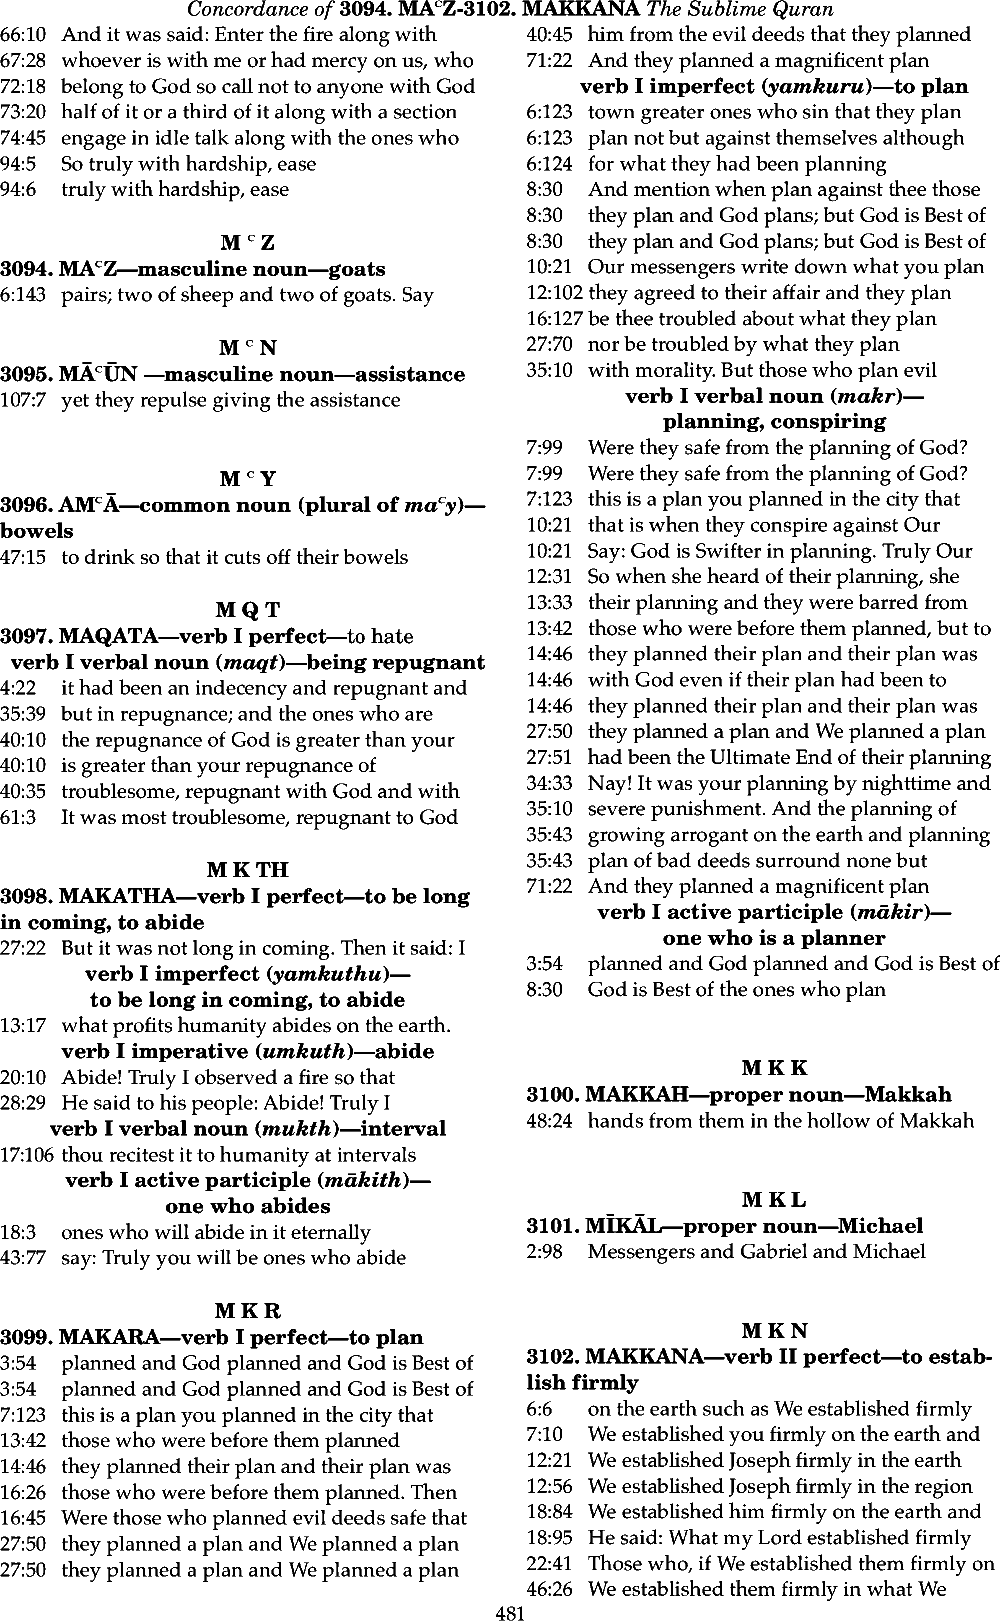 Concordance of 3094. MAᶜZ-3102. MAKKANA The Sublime Quran
66:10 And it was said: Enter the fire along with
67:28 whoever is with me or had mercy on us, who
72:18 belong to God so call not to anyone with God
73:20 half of it or a third of it along with a section
74:45 engage in idle talk along with the ones who
94:5 So truly with hardship, ease
94:6 truly with hardship, ease
M ᶜ Z
3094. MAᶜZ—masculine noun—goats
6:143 pairs; two of sheep and two of goats. Say
M ᶜ N
3095. MĀᶜŪN —masculine noun—assistance
107:7 yet they repulse giving the assistance
M ᶜ Y
3096. AMᶜĀ—common noun (plural of maᶜy)—
bowels
47:15 to drink so that it cuts off their bowels
M Q T
3097. MAQATA—verb I perfect—to hate
verb I verbal noun (maqt)—being repugnant
4:22 it had been an indecency and repugnant and
35:39 but in repugnance; and the ones who are
40:10 the repugnance of God is greater than your
40:10 is greater than your repugnance of
40:35 troublesome, repugnant with God and with
61:3 It was most troublesome, repugnant to God
M K TH
3098. MAKATHA—verb I perfect—to be long
in coming, to abide
27:22 But it was not long in coming. Then it said: I
verb I imperfect (yamkuthu)—
to be long in coming, to abide
13:17 what profits humanity abides on the earth.
verb I imperative (umkuth)—abide
20:10 Abide! Truly I observed a fire so that
28:29 He said to his people: Abide! Truly I
verb I verbal noun (mukth)—interval
17:106 thou recitest it to humanity at intervals
verb I active participle (mākith)—
one who abides
18:3 ones who will abide in it eternally
43:77 say: Truly you will be ones who abide
M K R
3099. MAKARA—verb I perfect—to plan
3:54 planned and God planned and God is Best of
3:54 planned and God planned and God is Best of
7:123 this is a plan you planned in the city that
13:42 those who were before them planned
14:46 they planned their plan and their plan was
16:26 those who were before them planned. Then
16:45 Were those who planned evil deeds safe that
27:50 they planned a plan and We planned a plan
27:50 they planned a plan and We planned a plan
40:45 him from the evil deeds that they planned
71:22 And they planned a magnificent plan
verb I imperfect (yamkuru)—to plan
6:123 town greater ones who sin that they plan
6:123 plan not but against themselves although
6:124 for what they had been planning
8:30 And mention when plan against thee those
8:30 they plan and God plans; but God is Best of
8:30 they plan and God plans; but God is Best of
10:21 Our messengers write down what you plan
12:102 they agreed to their affair and they plan
16:127 be thee troubled about what they plan
27:70 nor be troubled by what they plan
35:10 with morality. But those who plan evil
verb I verbal noun (makr)—
planning, conspiring
7:99 Were they safe from the planning of God?
7:99 Were they safe from the planning of God?
7:123 this is a plan you planned in the city that
10:21 that is when they conspire against Our
10:21 Say: God is Swifter in planning. Truly Our
12:31 So when she heard of their planning, she
13:33 their planning and they were barred from
13:42 those who were before them planned, but to
14:46 they planned their plan and their plan was
14:46 with God even if their plan had been to
14:46 they planned their plan and their plan was
27:50 they planned a plan and We planned a plan
27:51 had been the Ultimate End of their planning
34:33 Nay! It was your planning by nighttime and
35:10 severe punishment. And the planning of
35:43 growing arrogant on the earth and planning
35:43 plan of bad deeds surround none but
71:22 And they planned a magnificent plan
verb I active participle (mākir)—
one who is a planner
3:54 planned and God planned and God is Best of
8:30 God is Best of the ones who plan
M K K
3100. MAKKAH—proper noun—Makkah
48:24 hands from them in the hollow of Makkah
M K L
3101. MĪKĀL—proper noun—Michael
2:98 Messengers and Gabriel and Michael
M K N
3102. MAKKANA—verb II perfect—to estab-
lish firmly
6:6 on the earth such as We established firmly
7:10 We established you firmly on the earth and
12:21 We established Joseph firmly in the earth
12:56 We established Joseph firmly in the region
18:84 We established him firmly on the earth and
18:95 He said: What my Lord established firmly
22:41 Those who, if We established them firmly on
46:26 We established them firmly in what We
481